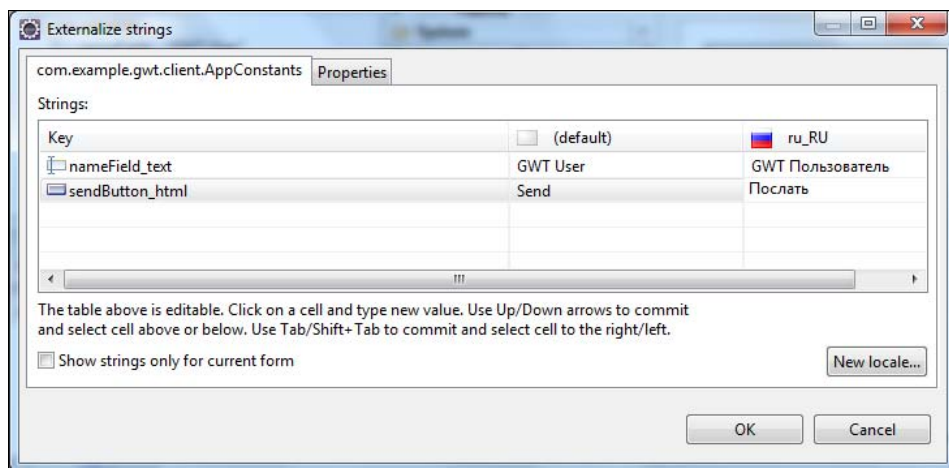 Externalize strings
com.example.gwt.client.AppConstants Properties
Strings:
Key (default) ru_RU
nameField_text GWT User GWT Пользователь
sendButton_html Send Послать
The table above is editable. Click on a cell and type new value. Use Up/Down arrows to commit
and select cell above or below. Use Tab/Shift+Tab to commit and select cell to the right/left.
Show strings only for current form New locale...
OK Cancel